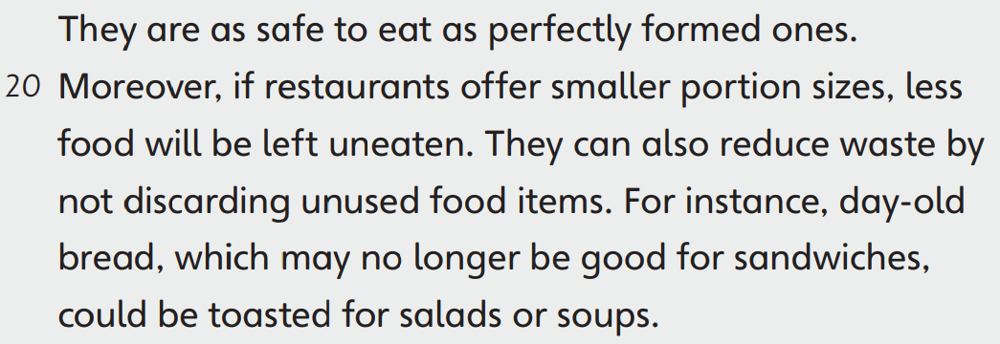 They are as safe to eat as perfectly formed ones.
20 Moreover, if restaurants offer smaller portion sizes, less
food will be left uneaten. They can also reduce waste by
not discarding unused food items. For instance, day-old
bread, which may no longer be good for sandwiches,
could be toasted for salads or soups.